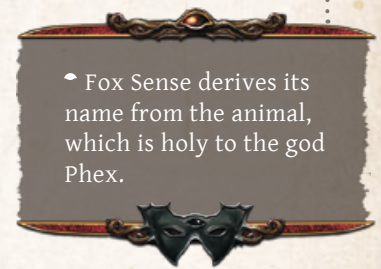 Fox Sense derives its
name from the animal,
which is holy to the god
Phex.